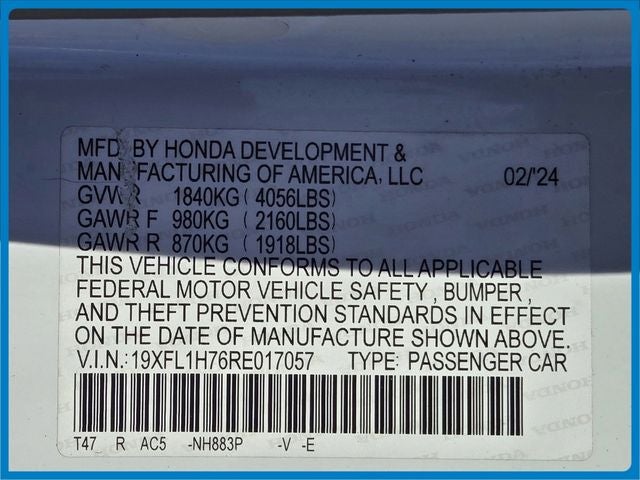 MFD BY HONDA DEVELOPMENT &
MANUFACTURING OF AMERICA, LLC 02/'24
GVWR 1840KG ( 4056LBS)
GAWR F 980KG ( 2160LBS)
GAWR R 870KG ( 1918LBS)
THIS VEHICLE CONFORMS TO ALL APPLICABLE
FEDERAL MOTOR VEHICLE SAFETY , BUMPER ,
AND THEFT PREVENTION STANDARDS IN EFFECT
ON THE DATE OF MANUFACTURE SHOWN ABOVE.
V.I.N.:19XFL1H76RE017057 TYPE: PASSENGER CAR
T47 R AC5 -NH883P -V -E